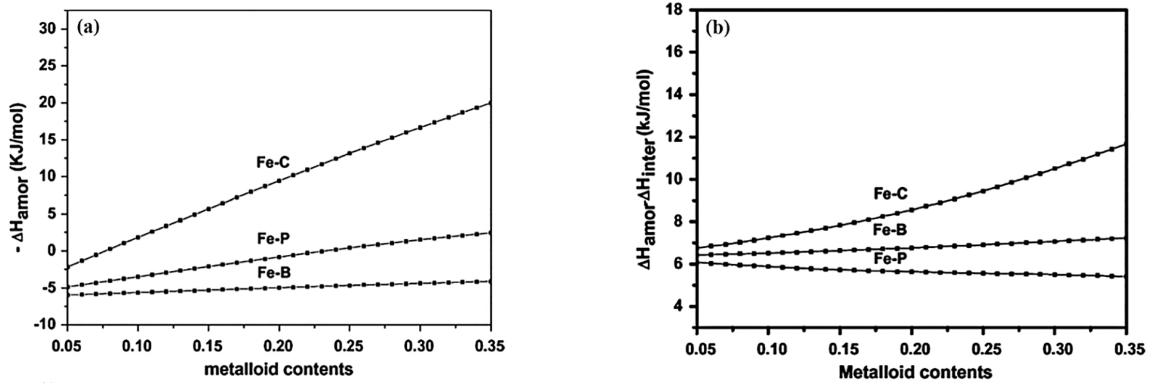 (a)
- ΔHamor (KJ/mol)
30
25
20
15
10
5
0
-5
-10
Fe-C
Fe-P
Fe-B
0.05 0.10 0.15 0.20 0.25 0.30 0.35
metalloid contents
(b)
ΔHamor-ΔHinter (kJ/mol)
18
16
14
12
10
8
6
4
Fe-C
Fe-B
Fe-P
0.05 0.10 0.15 0.20 0.25 0.30 0.35
Metalloid contents